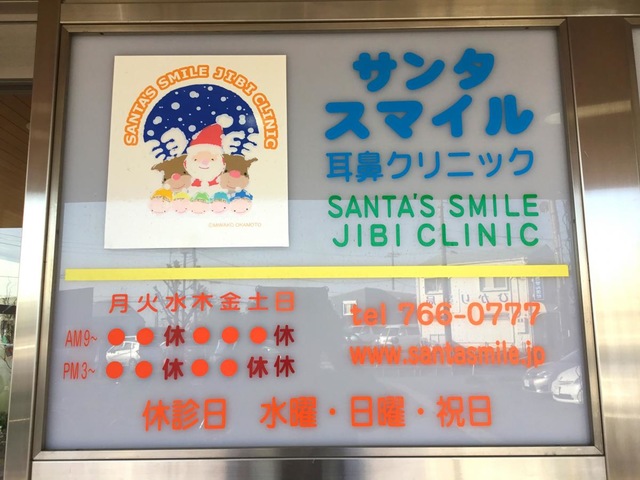 SANTA'S SMILE JIBI CLINIC
サンタ
スマイル
耳鼻クリニック
SANTA'S SMILE
JIBI CLINIC
月火水木金土日
AM9~ ●●休●●●休
PM3~ ●●休●●休休
tel 766-0777
www.santasmile.jp
休診日 水曜・日曜・祝日